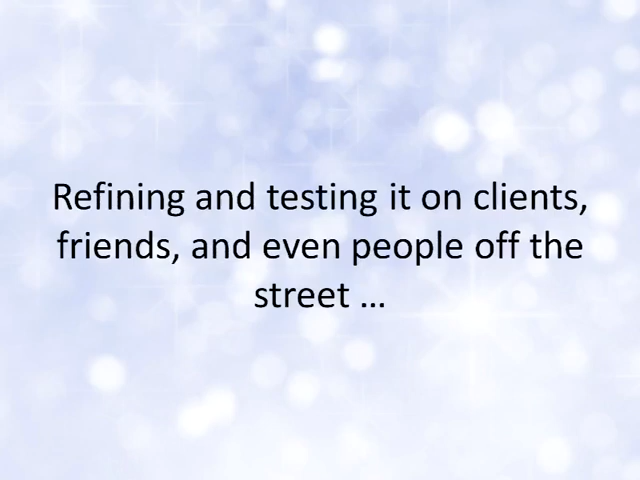 Refining and testing it on clients,
friends, and even people off the
street …